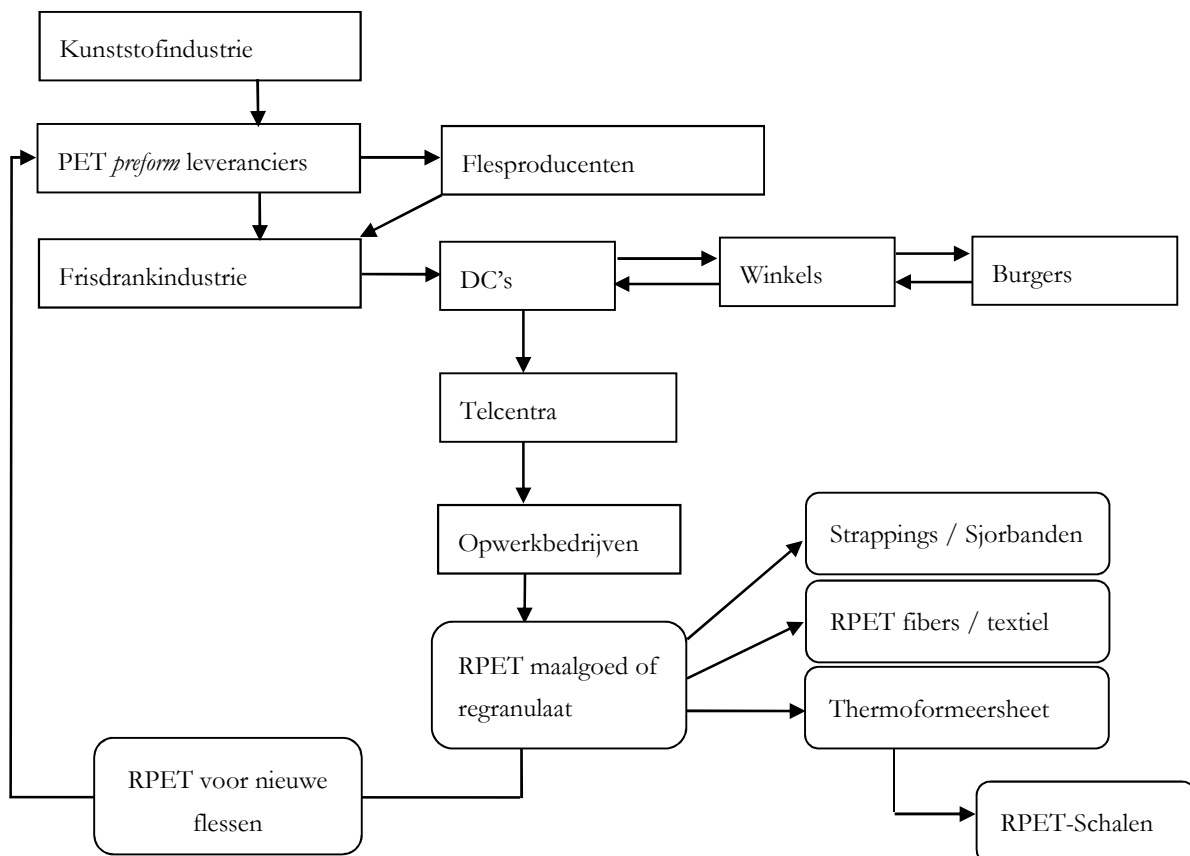 Kunststofindustrie
PET preform leveranciers
Flesproducenten
Frisdrankindustrie
DC's
Winkels
Burgers
Telcentra
Opwerkbedrijven
Strappings / Sjorbanden
RPET fibers / textiel
RPET maalgoed of
regranulaat
Thermoformeersheet
RPET voor nieuwe
flessen
RPET-Schalen